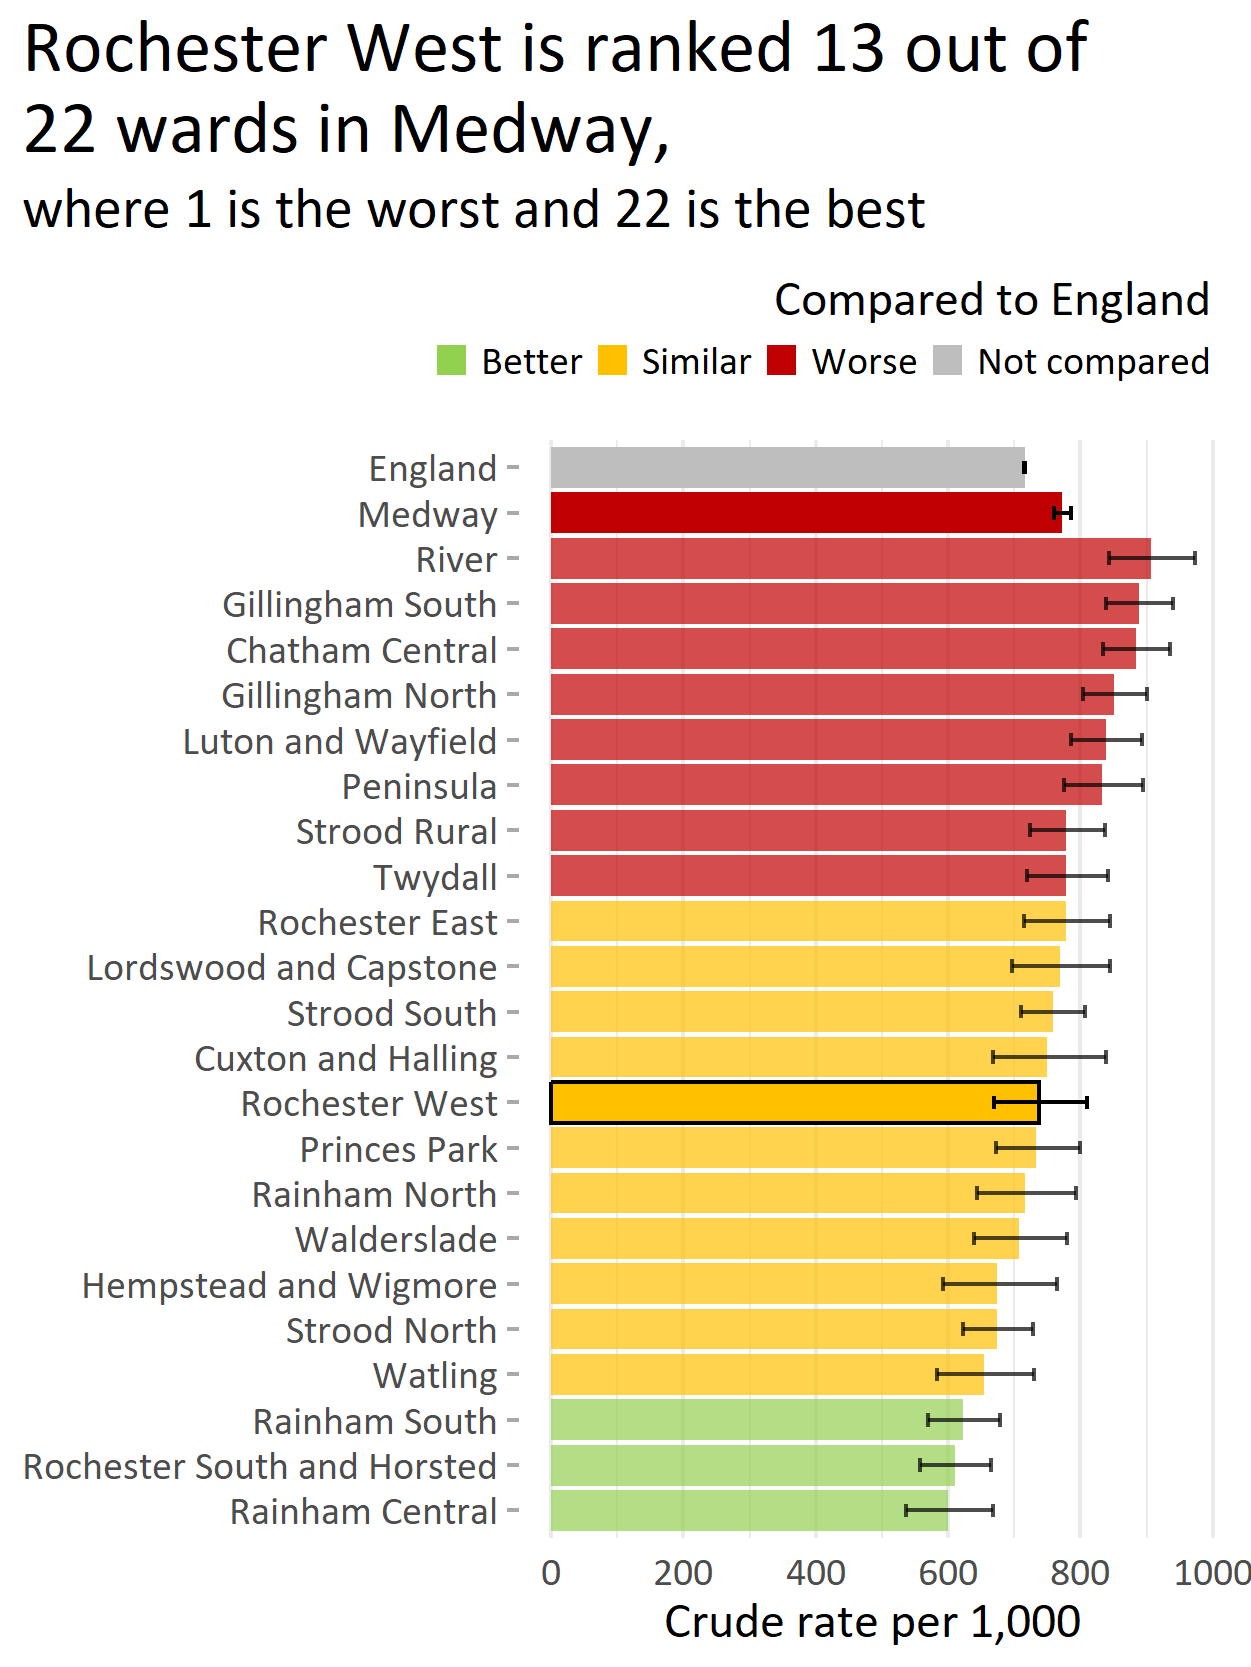 Rochester West is ranked 13 out of
22 wards in Medway,
where 1 is the worst and 22 is the best
Compared to England
Better Similar Worse Not compared
England
Medway
River
Gillingham South
Chatham Central
Gillingham North
Luton and Wayfield
Peninsula
Strood Rural
Twydall
Rochester East
Lordswood and Capstone
Strood South
Cuxton and Halling
Rochester West
Princes Park
Rainham North
Walderslade
Hempstead and Wigmore
Strood North
Watling
Rainham South
Rochester South and Horsted
Rainham Central
0 200 400 600 800 1000
Crude rate per 1,000